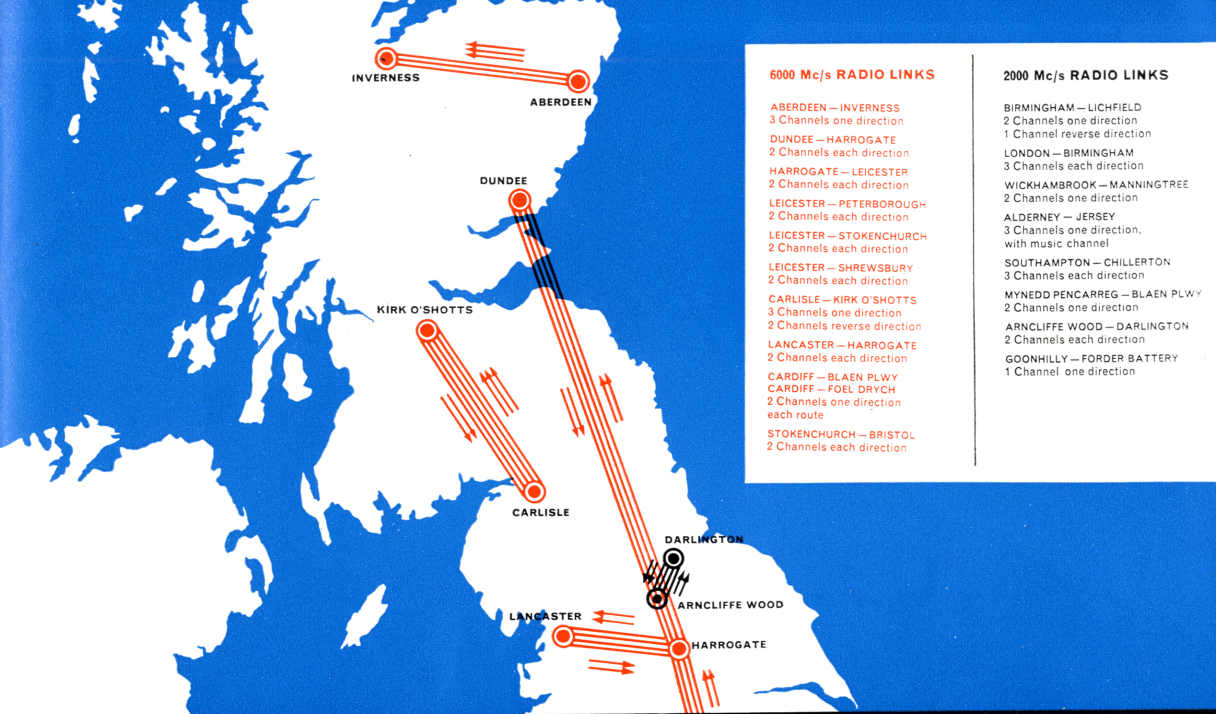 INVERNESS
ABERDEEN
DUNDEE
KIRK O'SHOTTS
CARLISLE
DARLINGTON
ARNCLIFFE WOOD
LANCASTER
HARROGATE
6000 Mc/s RADIO LINKS
ABERDEEN — INVERNESS
3 Channels one direction
DUNDEE — HARROGATE
2 Channels each direction
HARROGATE — LEICESTER
2 Channels each direction
LEICESTER — PETERBOROUGH
2 Channels each direction
LEICESTER — STOKENCHURCH
2 Channels each direction
LEICESTER — SHREWSBURY
2 Channels each direction
CARLISLE — KIRK O'SHOTTS
3 Channels one direction
2 Channels reverse direction
LANCASTER — HARROGATE
2 Channels each direction
CARDIFF — BLAEN PLWY
CARDIFF — FOEL DRYCH
2 Channels one direction
each route
STOKENCHURCH — BRISTOL
2 Channels each direction
2000 Mc/s RADIO LINKS
BIRMINGHAM — LICHFIELD
2 Channels one direction
1 Channel reverse direction
LONDON — BIRMINGHAM
3 Channels each direction
WICKHAMBROOK — MANNINGTREE
2 Channels one direction
ALDERNEY — JERSEY
3 Channels one direction,
with music channel
SOUTHAMPTON — CHILLERTON
3 Channels each direction
MYNEDD PENCARREG — BLAEN PLWY
2 Channels one direction
ARNCLIFFE WOOD — DARLINGTON
2 Channels each direction
GOONHILLY — FORDER BATTERY
1 Channel one direction